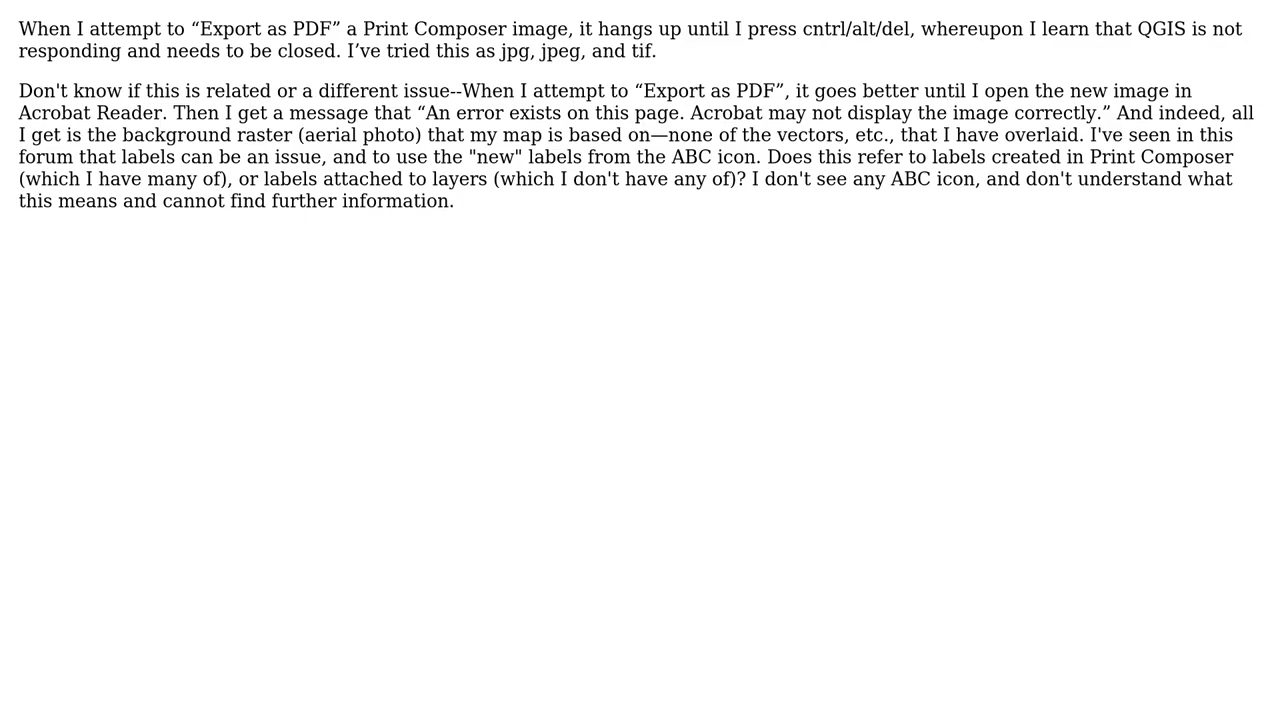 When I attempt to “Export as PDF” a Print Composer image, it hangs up until I press cntrl/alt/del, whereupon I learn that QGIS is not
responding and needs to be closed. I’ve tried this as jpg, jpeg, and tif.
Don't know if this is related or a different issue--When I attempt to “Export as PDF”, it goes better until I open the new image in
Acrobat Reader. Then I get a message that “An error exists on this page. Acrobat may not display the image correctly.” And indeed, all
I get is the background raster (aerial photo) that my map is based on—none of the vectors, etc., that I have overlaid. I've seen in this
forum that labels can be an issue, and to use the "new" labels from the ABC icon. Does this refer to labels created in Print Composer
(which I have many of), or labels attached to layers (which I don't have any of)? I don't see any ABC icon, and don't understand what
this means and cannot find further information.